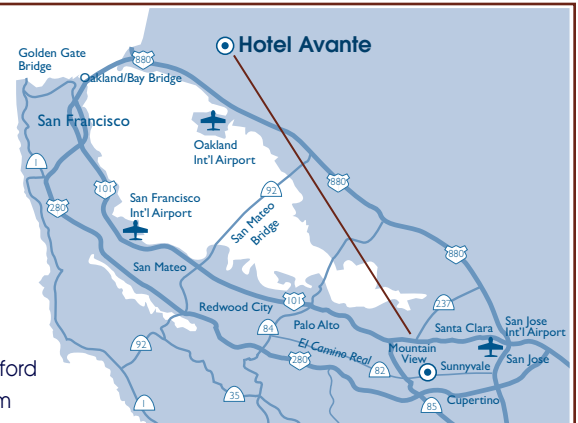 Hotel Avante
Golden Gate
Bridge
880
Oakland/Bay Bridge
San Francisco
Oakland
Int'l Airport
1
101
280
San Francisco
Int'l Airport
92
San Mateo
Bridge
880
880
San Mateo
Redwood City
101
237
84
Palo Alto
Santa Clara
San Jose
Int'l Airport
El Camino Real
Mountain
View
280
82
Sunnyvale
San Jose
92
35
1
85
Cupertino
ford
m